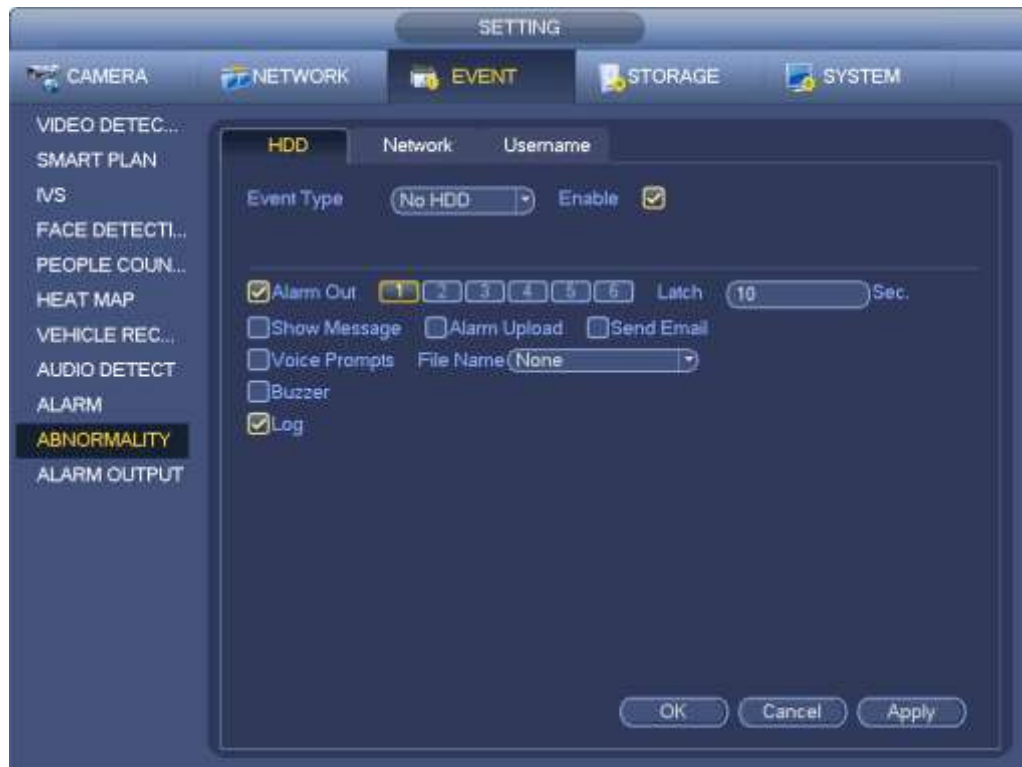 SETTING
CAMERA NETWORK EVENT STORAGE SYSTEM
VIDEO DETEC...
SMART PLAN
IVS
FACE DETECTI...
PEOPLE COUN...
HEAT MAP
VEHICLE REC...
AUDIO DETECT
ALARM
ABNORMALITY
ALARM OUTPUT
HDD Network Username
Event Type No HDD Enable
Alarm Out 1 2 3 4 5 6 Latch 10 Sec.
Show Message Alarm Upload Send Email
Voice Prompts File Name None
Buzzer
Log
OK Cancel Apply